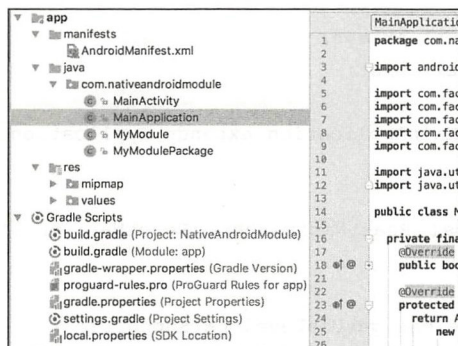 app
manifests
AndroidManifest.xml
java
com.nativeandroidmodule
MainActivity
MainApplication
MyModule
MyModulePackage
res
mipmap
values
Gradle Scripts
build.gradle (Project: NativeAndroidModule)
build.gradle (Module: app)
gradle-wrapper.properties (Gradle Version)
proguard-rules.pro (ProGuard Rules for app)
gradle.properties (Project Properties)
settings.gradle (Project Settings)
local.properties (SDK Location)
MainApplicatio
1 package com.na
2
3 import android
4
5 import com.fac
6 import com.fac
7 import com.fac
8 import com.fac
9 import com.fac
10
11 import java.ut
12 import java.ut
13
14 public class M
15
16 private fina
17 @Override
18 public boo
21
22 @Override
23 protected
24 return A
25 new
26